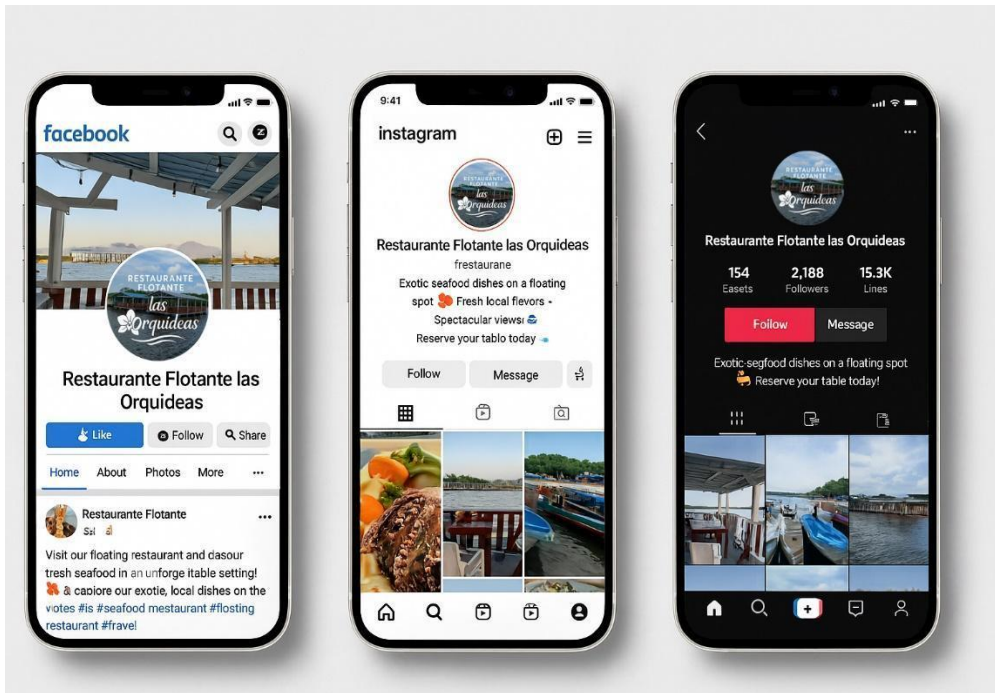 facebook
RESTAURANTE
FLOTANTE
las
Orquideas
Restaurante Flotante las
Orquideas
Like
Follow
Share
Home
About
Photos
More
Restaurante Flotante
Visit our floating restaurant and dasour
tresh seafood in an unforge itable setting!
& capiore our exotie, local dishes on the
votes #is #seafood mestaurant #flosting
restaurant #fravel
9:41
instagram
RESTAURANTE
FLOTANTE
las
Orquideas
Restaurante Flotante las Orquideas
frestaurane
Exotic seafood dishes on a floating
spot Fresh local flevors -
Spectacular views:
Reserve your tablo today
Follow
Message
RESTAURANTE
FLOTANTE
las
Orquideas
Restaurante Flotante las Orquideas
154
Easets
2,188
Followers
15.3K
Lines
Follow
Message
Exotic-segfood dishes on a floating spot
Reserve your table today!